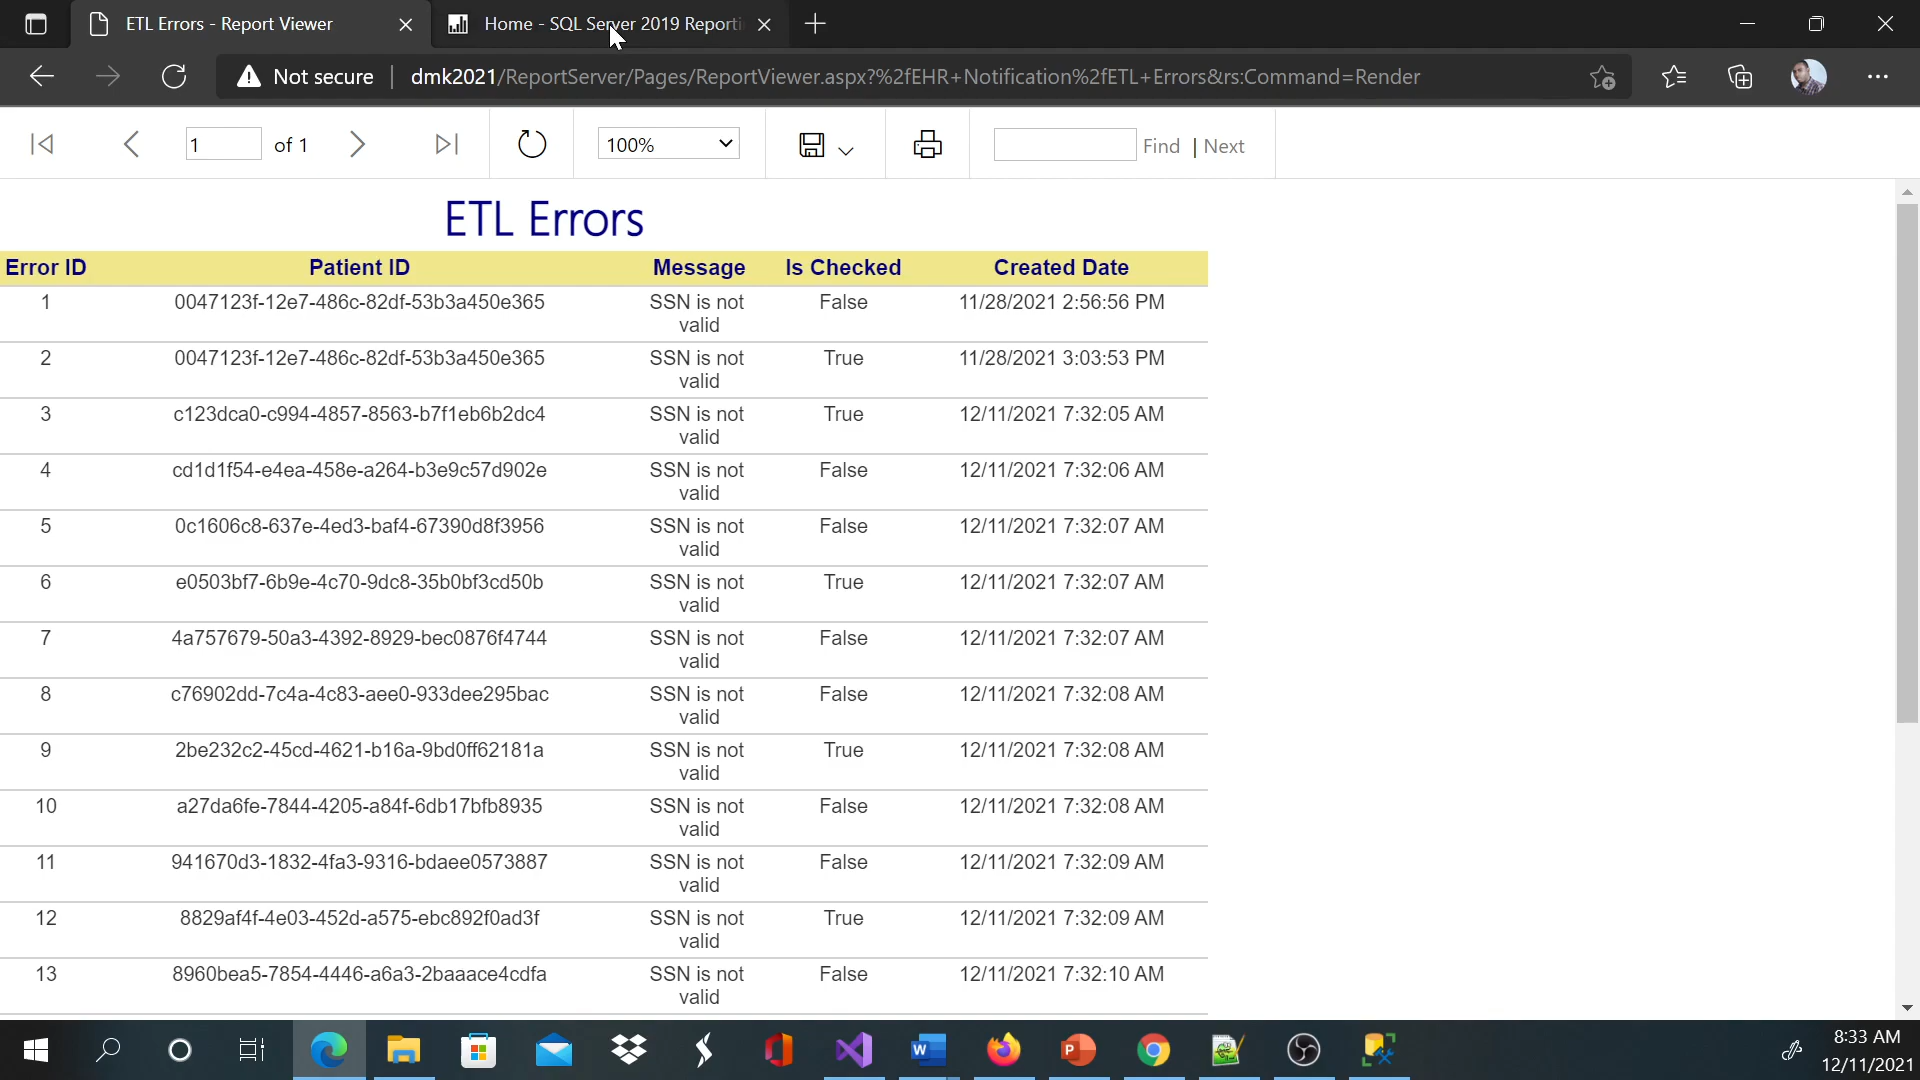 ETL Errors - Report Viewer
Home - SQL Server 2019 Reporti
Not secure | dmk2021/ReportServer/Pages/ReportViewer.aspx?%2fEHR+Notification%2fETL+Errors&rs:Command=Render
1 of 1 100% Find | Next
ETL Errors
Error ID Patient ID Message Is Checked Created Date
1 0047123f-12e7-486c-82df-53b3a450e365 SSN is not False 11/28/2021 2:56:56 PM
valid
2 0047123f-12e7-486c-82df-53b3a450e365 SSN is not True 11/28/2021 3:03:53 PM
valid
3 c123dca0-c994-4857-8563-b7f1eb6b2dc4 SSN is not True 12/11/2021 7:32:05 AM
valid
4 cd1d1f54-e4ea-458e-a264-b3e9c57d902e SSN is not False 12/11/2021 7:32:06 AM
valid
5 0c1606c8-637e-4ed3-baf4-67390d8f3956 SSN is not False 12/11/2021 7:32:07 AM
valid
6 e0503bf7-6b9e-4c70-9dc8-35b0bf3cd50b SSN is not True 12/11/2021 7:32:07 AM
valid
7 4a757679-50a3-4392-8929-bec0876f4744 SSN is not False 12/11/2021 7:32:07 AM
valid
8 c76902dd-7c4a-4c83-aee0-933dee295bac SSN is not False 12/11/2021 7:32:08 AM
valid
9 2be232c2-45cd-4621-b16a-9bd0ff62181a SSN is not True 12/11/2021 7:32:08 AM
valid
10 a27da6fe-7844-4205-a84f-6db17bfb8935 SSN is not False 12/11/2021 7:32:08 AM
valid
11 941670d3-1832-4fa3-9316-bdaee0573887 SSN is not False 12/11/2021 7:32:09 AM
valid
12 8829af4f-4e03-452d-a575-ebc892f0ad3f SSN is not True 12/11/2021 7:32:09 AM
valid
13 8960bea5-7854-4446-a6a3-2baaace4cdfa SSN is not False 12/11/2021 7:32:10 AM
valid
8:33 AM
12/11/2021